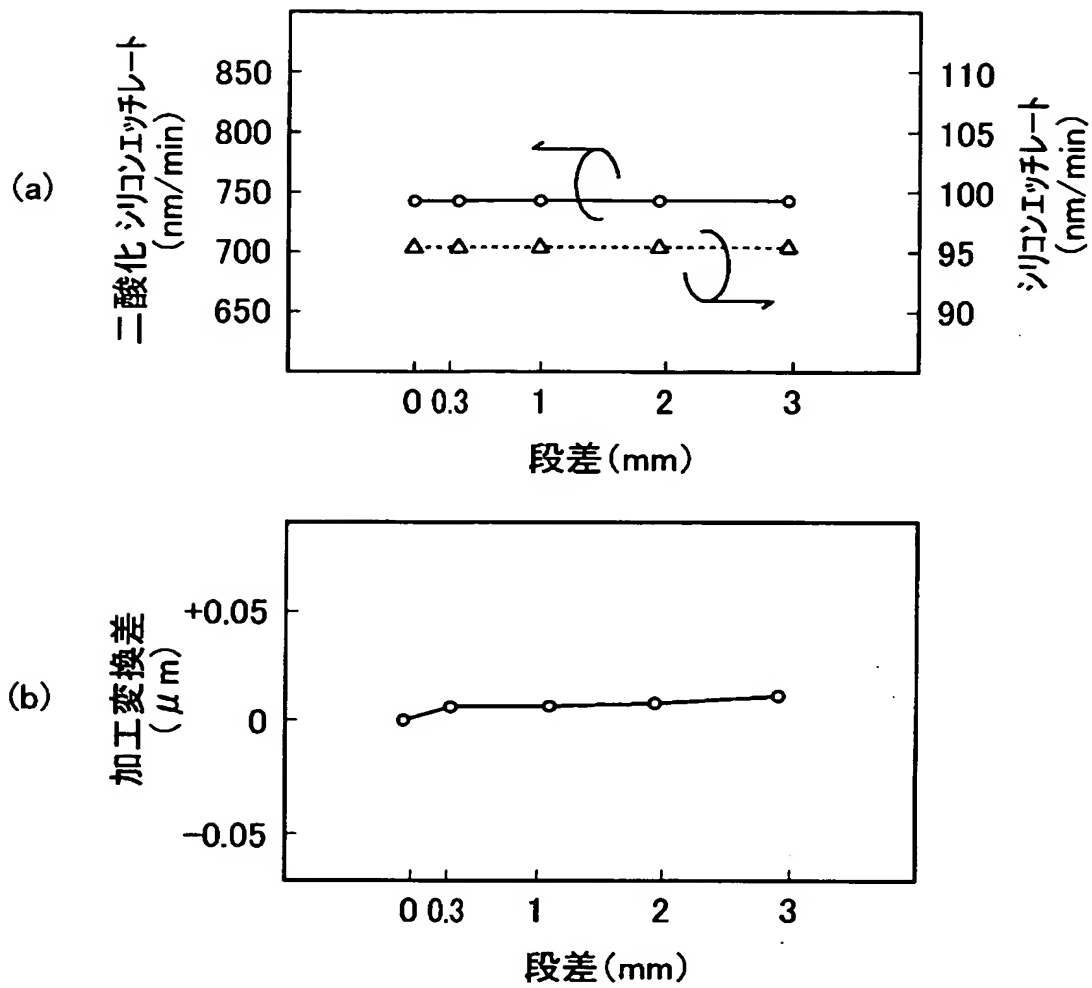 (a)
二酸化 シリコンエッチレート
(nm/min)
850
800
750
700
650
110
105
100
95
90
シリコンエッチレート
(nm/min)
0 0.3 1 2 3
段差(mm)
(b)
加工変換差
(μm)
+0.05
0
−0.05
0 0.3 1 2 3
段差(mm)